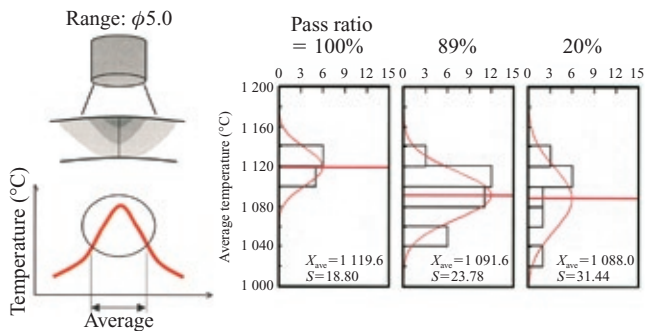 Range: ϕ5.0
Temperature (°C)
Average
Pass ratio
= 100%
89%
20%
0 3 6 9 12 15
0 3 6 9 12 15
0 3 6 9 12 15
Average temperature (°C)
1 200
1 160
1 120
1 080
1 040
1 000
Xave=1 119.6
S=18.80
Xave=1 091.6
S=23.78
Xave=1 088.0
S=31.44